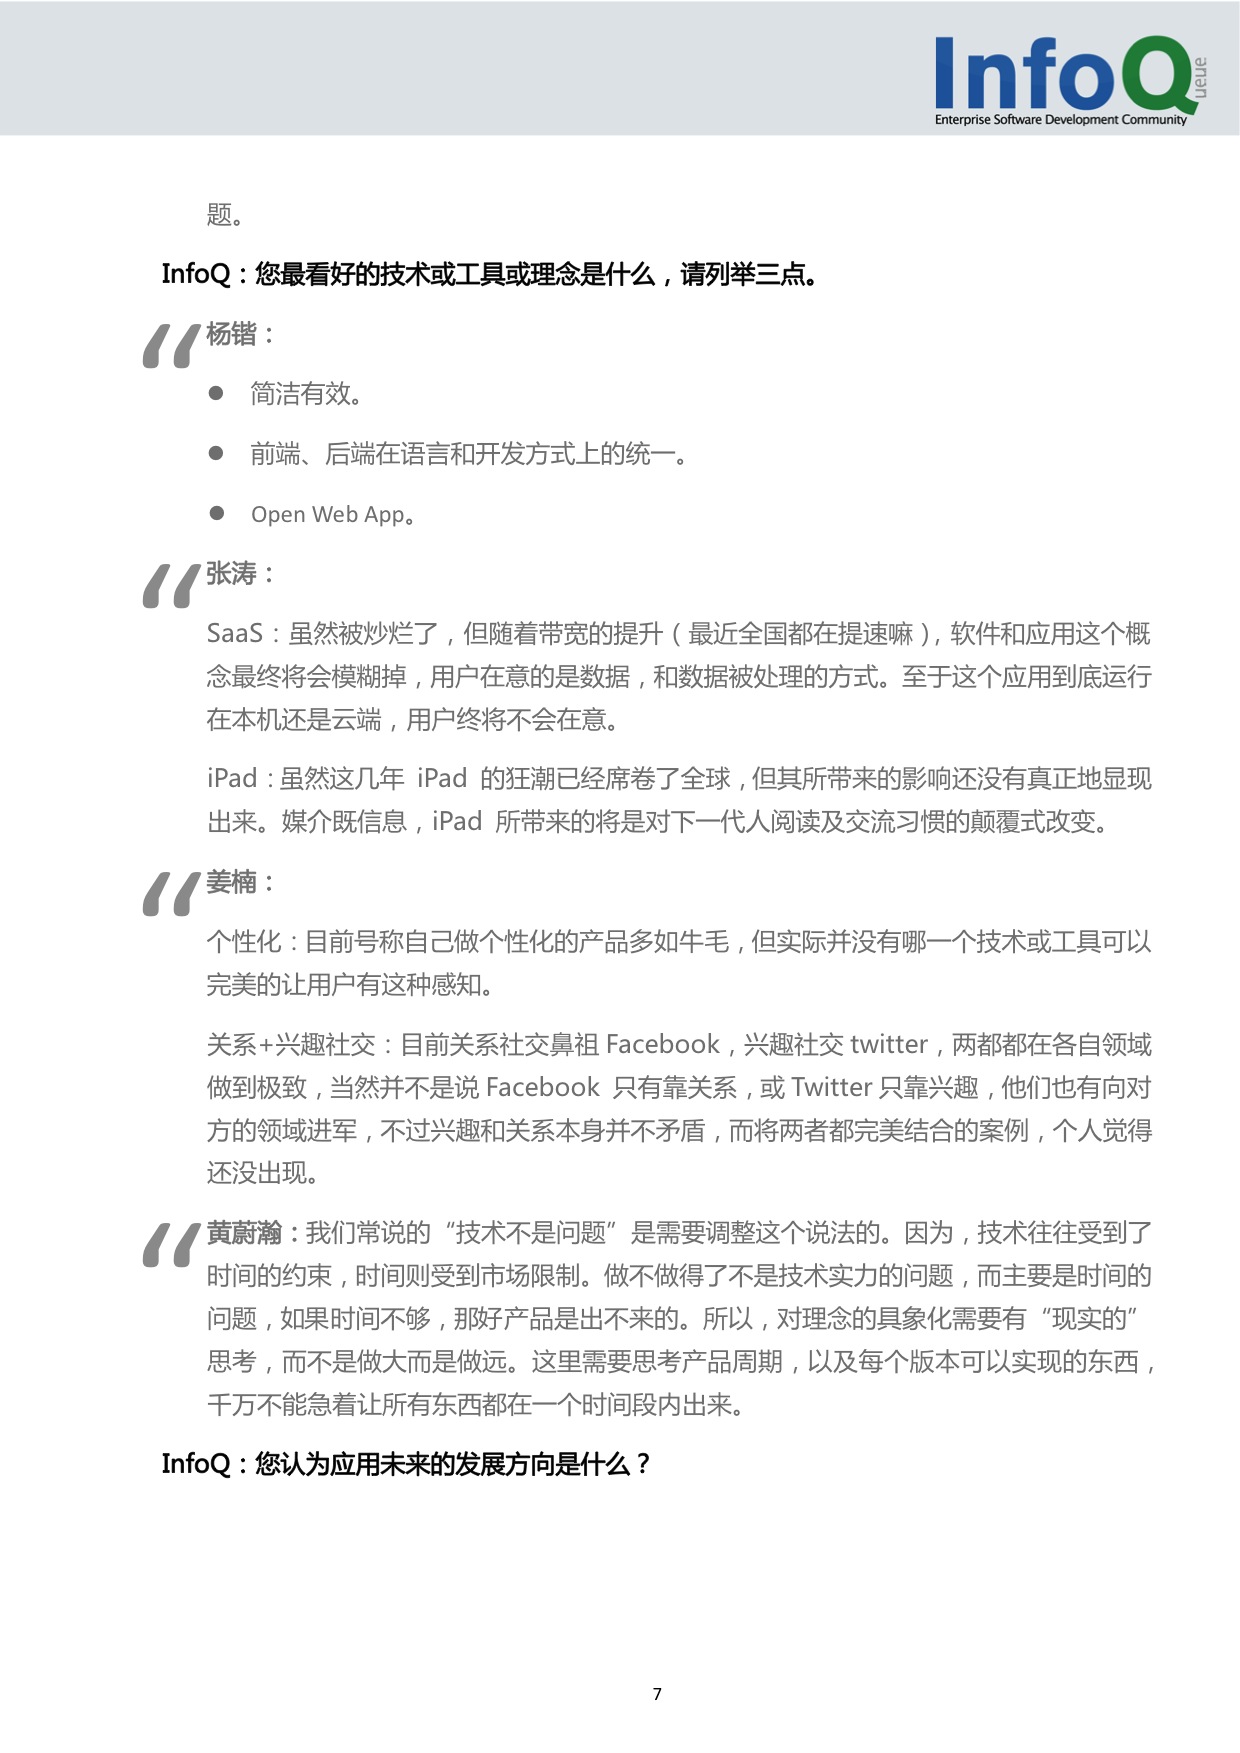 InfoQueue
Enterprise Software Development Community
题。
InfoQ：您最看好的技术或工具或理念是什么，请列举三点。
“杨锴：
● 简洁有效。
● 前端、后端在语言和开发方式上的统一。
● Open Web App。
“张涛：
SaaS：虽然被炒烂了，但随着带宽的提升（最近全国都在提速嘛），软件和应用这个概
念最终将会模糊掉，用户在意的是数据，和数据被处理的方式。至于这个应用到底运行
在本机还是云端，用户终将不会在意。
iPad：虽然这几年 iPad 的狂潮已经席卷了全球，但其所带来的影响还没有真正地显现
出来。媒介既信息，iPad 所带来的将是对下一代人阅读及交流习惯的颠覆式改变。
“姜楠：
个性化：目前号称自己做个性化的产品多如牛毛，但实际并没有哪一个技术或工具可以
完美的让用户有这种感知。
关系+兴趣社交：目前关系社交鼻祖 Facebook，兴趣社交 twitter，两都都在各自领域
做到极致，当然并不是说 Facebook 只有靠关系，或 Twitter 只靠兴趣，他们也有向对
方的领域进军，不过兴趣和关系本身并不矛盾，而将两者都完美结合的案例，个人觉得
还没出现。
“黄蔚瀚：我们常说的“技术不是问题”是需要调整这个说法的。因为，技术往往受到了
时间的约束，时间则受到市场限制。做不做得了不是技术实力的问题，而主要是时间的
问题，如果时间不够，那好产品是出不来的。所以，对理念的具象化需要有“现实的”
思考，而不是做大而是做远。这里需要思考产品周期，以及每个版本可以实现的东西，
千万不能急着让所有东西都在一个时间段内出来。
InfoQ：您认为应用未来的发展方向是什么？
7